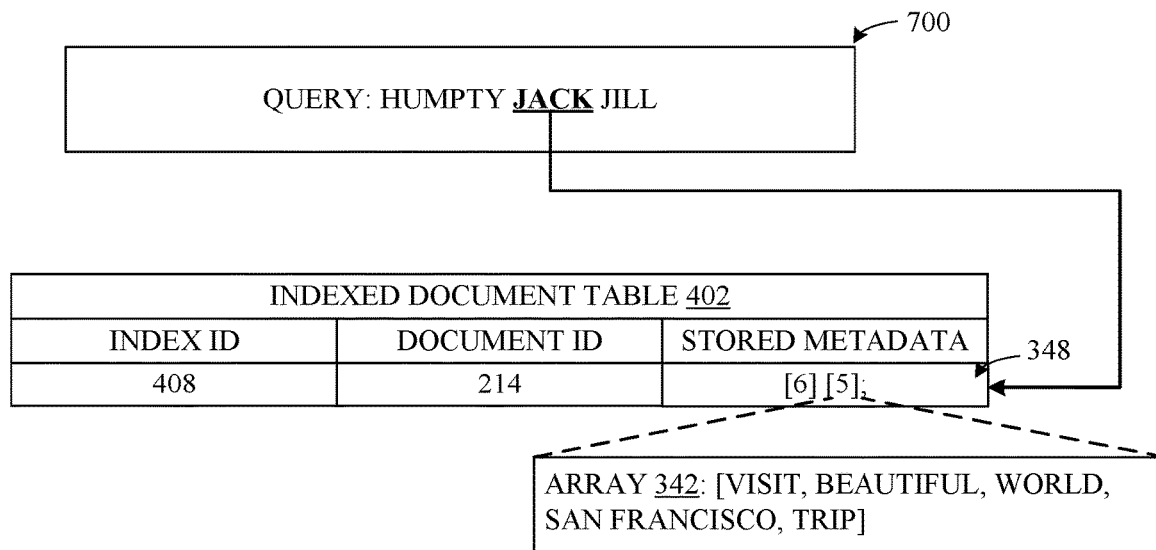 700
QUERY: HUMPTY JACK JILL
INDEXED DOCUMENT TABLE 402
INDEX ID DOCUMENT ID STORED METADATA
348
408 214 [6] [5];
ARRAY 342: [VISIT, BEAUTIFUL, WORLD,
SAN FRANCISCO, TRIP]